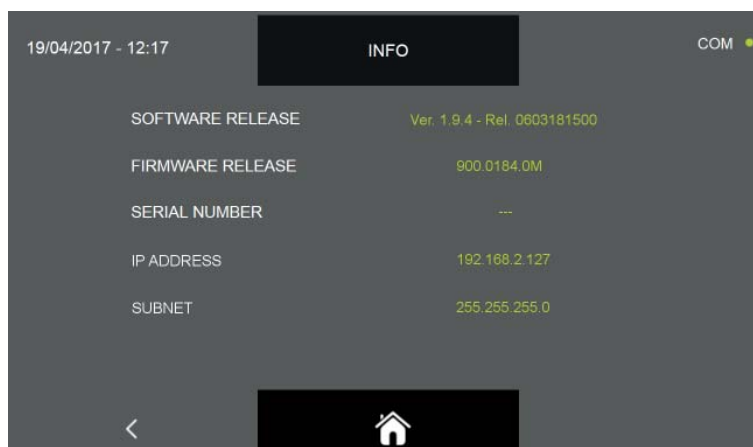 19/04/2017 - 12:17 INFO COM
SOFTWARE RELEASE Ver. 1.9.4 - Rel. 0603181500
FIRMWARE RELEASE 900.0184.0M
SERIAL NUMBER ---
IP ADDRESS 192.168.2.127
SUBNET 255.255.255.0